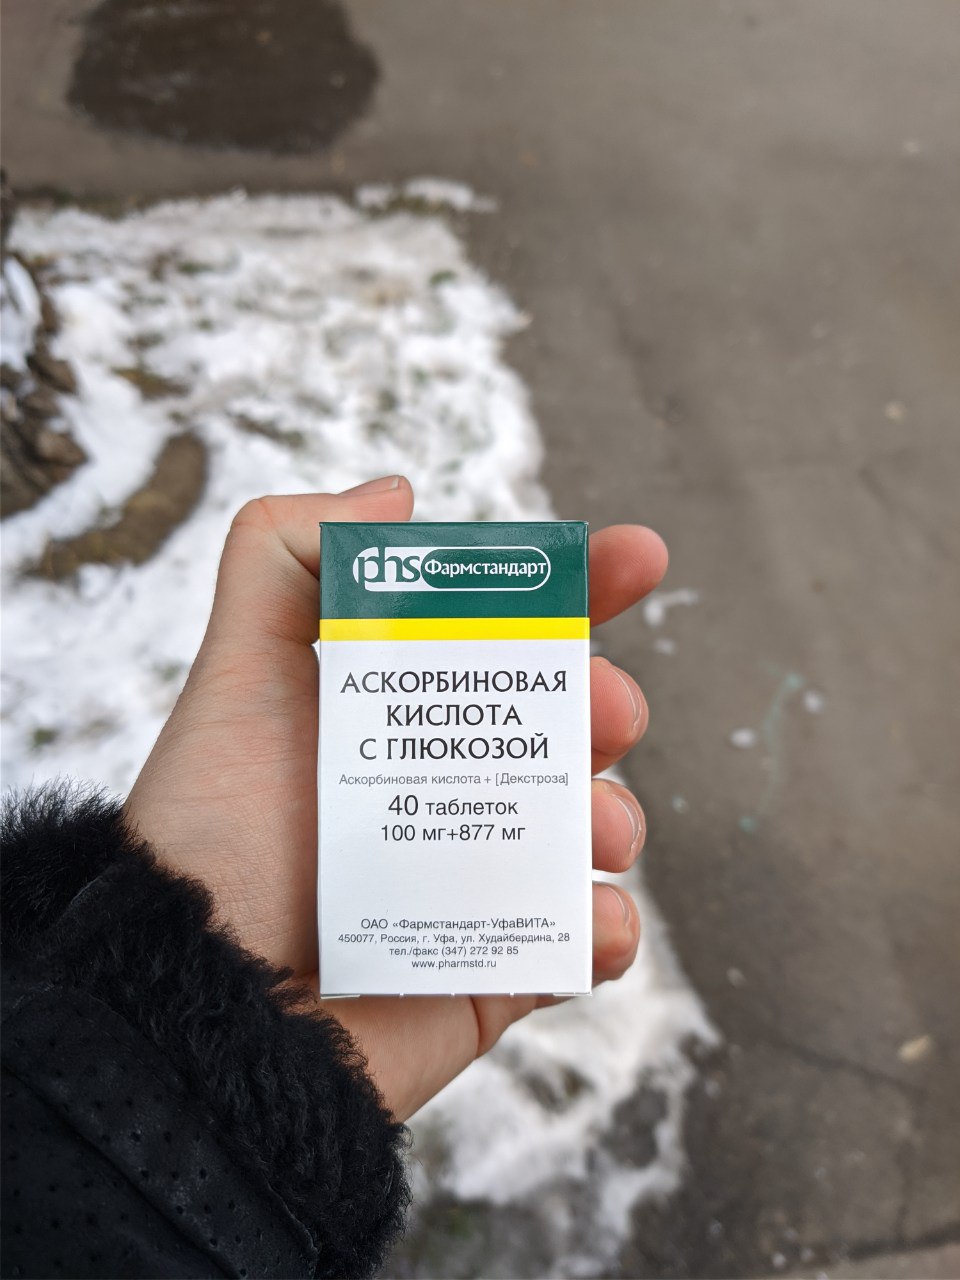 phs Фармстандарт
АСКОРБИНОВАЯ
КИСЛОТА
С ГЛЮКОЗОЙ
Аскорбиновая кислота + [Декстроза]
40 таблеток
100 мг+877 мг
ОАО «Фармстандарт-УфаВИТА»
450077, Россия, г. Уфа, ул. Худайбердина, 28
тел./факс (347) 272 92 85
www.pharmstd.ru